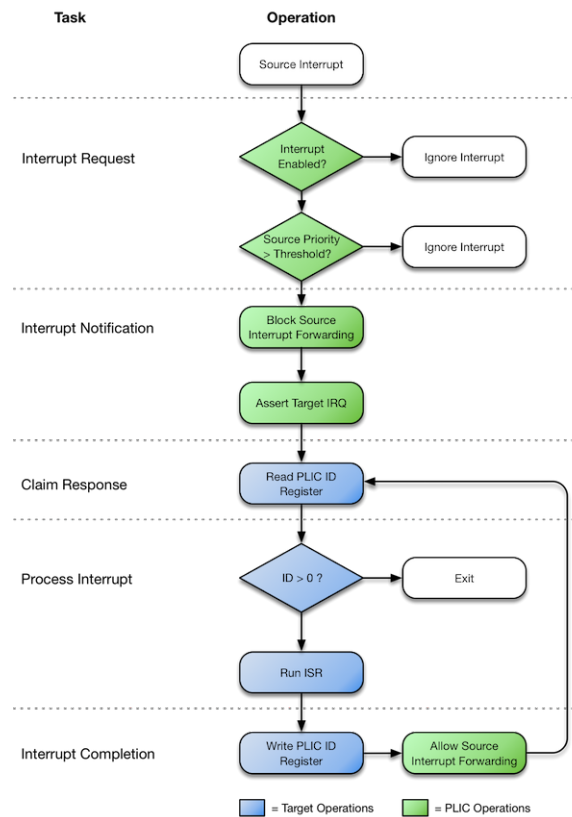 Task
Operation
Source Interrupt
Interrupt Request
Interrupt
Enabled?
Ignore Interrupt
Source Priority
> Threshold?
Ignore Interrupt
Interrupt Notification
Block Source
Interrupt Forwarding
Assert Target IRQ
Claim Response
Read PLIC ID
Register
Process Interrupt
ID > 0 ?
Exit
Run ISR
Interrupt Completion
Write PLIC ID
Register
Allow Source
Interrupt Forwarding
= Target Operations
= PLIC Operations